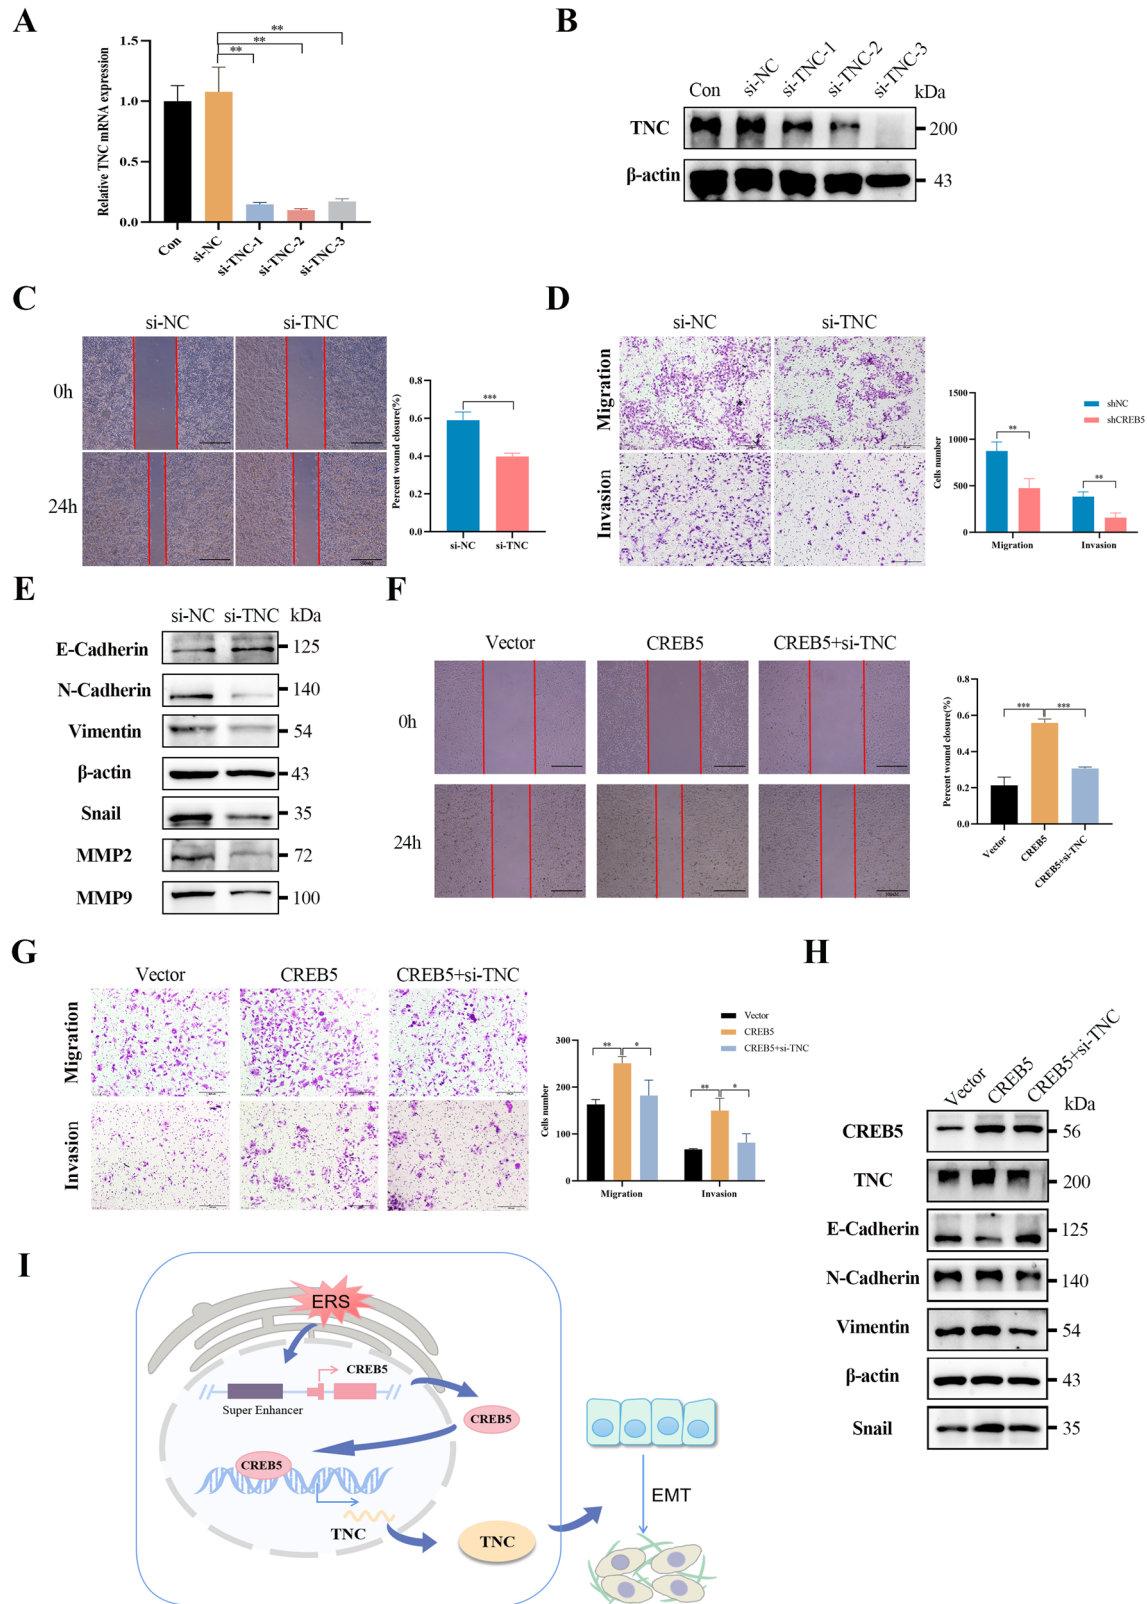 A
Relative TNC mRNA expression
1.5
1.0
0.5
0.0
**
**
**
Con
si-NC
si-TNC-1
si-TNC-2
si-TNC-3
B
Con
si-NC
si-TNC-1
si-TNC-2
si-TNC-3
kDa
TNC
200
β-actin
43
C
si-NC
si-TNC
0h
24h
Percent wound closure(%)
0.8
0.6
0.4
0.2
0.0
***
si-NC
si-TNC
D
si-NC
si-TNC
Migration
Invasion
Cells number
1500
1000
500
0
shNC
shCREB5
**
**
Migration
Invasion
E
si-NC si-TNC kDa
E-Cadherin 125
N-Cadherin 140
Vimentin 54
β-actin 43
Snail 35
MMP2 72
MMP9 100
F
Vector
CREB5
CREB5+si-TNC
0h
24h
Percent wound closure(%)
0.8
0.6
0.4
0.2
0.0
***
***
Vector
CREB5
CREB5+si-TNC
G
Vector
CREB5
CREB5+si-TNC
Migration
Invasion
Cells number
300
200
100
0
Vector
CREB5
CREB5+si-TNC
**
*
**
*
Migration
Invasion
H
Vector
CREB5
CREB5+si-TNC
kDa
CREB5 56
TNC 200
E-Cadherin 125
N-Cadherin 140
Vimentin 54
β-actin 43
Snail 35
I
ERS
CREB5
Super Enhancer
CREB5
CREB5
TNC
TNC
EMT